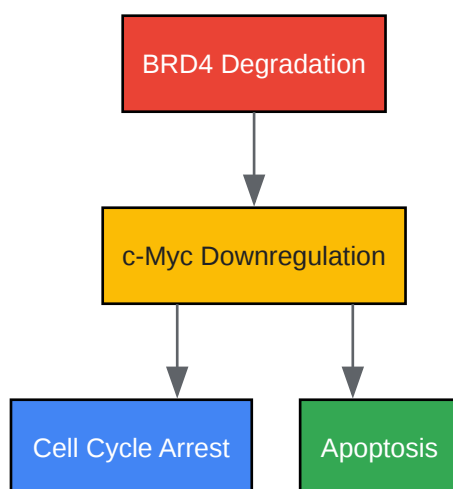 BRD4 Degradation
c-Myc Downregulation
Cell Cycle Arrest
Apoptosis